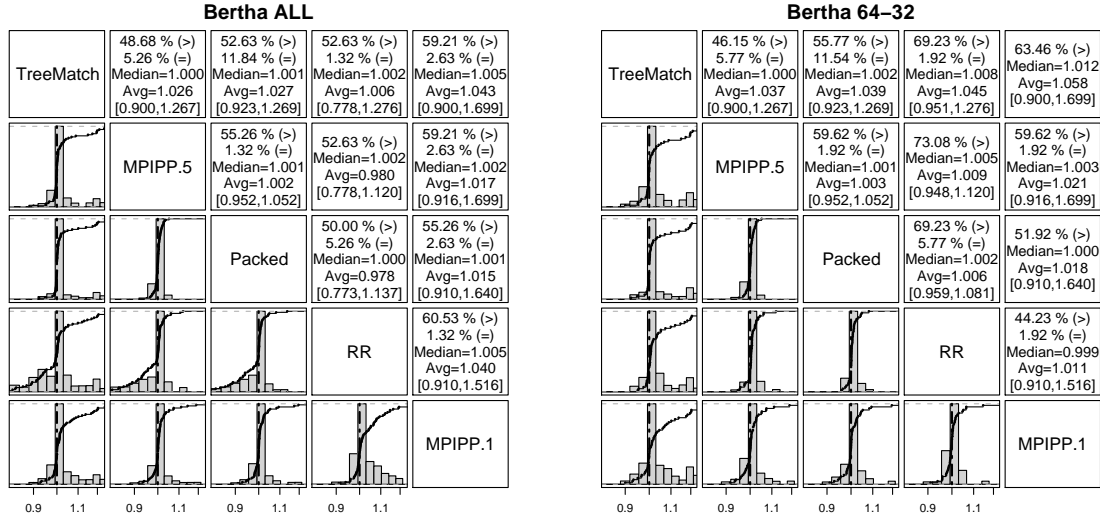 Bertha ALL
TreeMatch
48.68 % (>)
5.26 % (=)
Median=1.000
Avg=1.026
[0.900,1.267]
52.63 % (>)
11.84 % (=)
Median=1.001
Avg=1.027
[0.923,1.269]
52.63 % (>)
1.32 % (=)
Median=1.002
Avg=1.006
[0.778,1.276]
59.21 % (>)
2.63 % (=)
Median=1.005
Avg=1.043
[0.900,1.699]
MPIPP.5
55.26 % (>)
1.32 % (=)
Median=1.001
Avg=1.002
[0.952,1.052]
52.63 % (>)
Median=1.002
Avg=0.980
[0.778,1.120]
59.21 % (>)
2.63 % (=)
Median=1.002
Avg=1.017
[0.916,1.699]
Packed
50.00 % (>)
5.26 % (=)
Median=1.000
Avg=0.978
[0.773,1.137]
55.26 % (>)
2.63 % (=)
Median=1.001
Avg=1.015
[0.910,1.640]
RR
60.53 % (>)
1.32 % (=)
Median=1.005
Avg=1.040
[0.910,1.516]
MPIPP.1
0.9 1.1 0.9 1.1 0.9 1.1 0.9 1.1
Bertha 64−32
TreeMatch
46.15 % (>)
5.77 % (=)
Median=1.000
Avg=1.037
[0.900,1.267]
55.77 % (>)
11.54 % (=)
Median=1.002
Avg=1.039
[0.923,1.269]
69.23 % (>)
1.92 % (=)
Median=1.008
Avg=1.045
[0.951,1.276]
63.46 % (>)
Median=1.012
Avg=1.058
[0.900,1.699]
MPIPP.5
59.62 % (>)
1.92 % (=)
Median=1.001
Avg=1.003
[0.952,1.052]
73.08 % (>)
Median=1.005
Avg=1.009
[0.948,1.120]
59.62 % (>)
1.92 % (=)
Median=1.003
Avg=1.021
[0.916,1.699]
Packed
69.23 % (>)
5.77 % (=)
Median=1.002
Avg=1.006
[0.959,1.081]
51.92 % (>)
Median=1.000
Avg=1.018
[0.910,1.640]
RR
44.23 % (>)
1.92 % (=)
Median=0.999
Avg=1.011
[0.910,1.516]
MPIPP.1
0.9 1.1 0.9 1.1 0.9 1.1 0.9 1.1